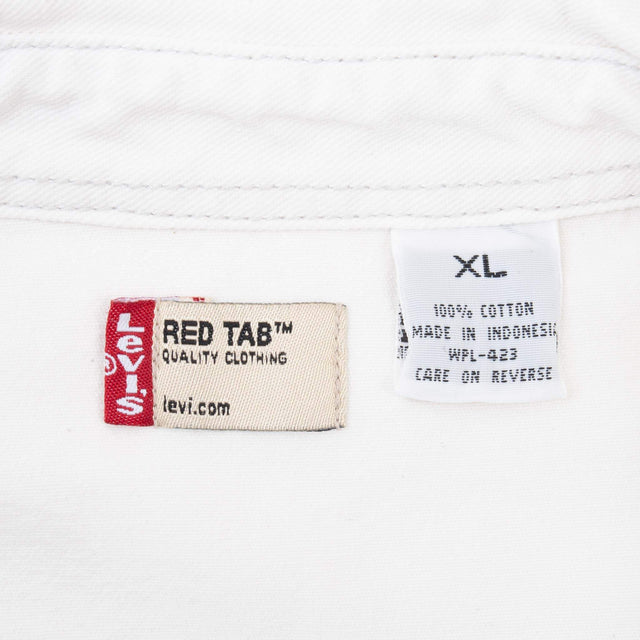 Levi's
®
RED TAB™
QUALITY CLOTHING
levi.com
XL
100% COTTON
MADE IN INDONESIA
WPL-423
CARE ON REVERSE